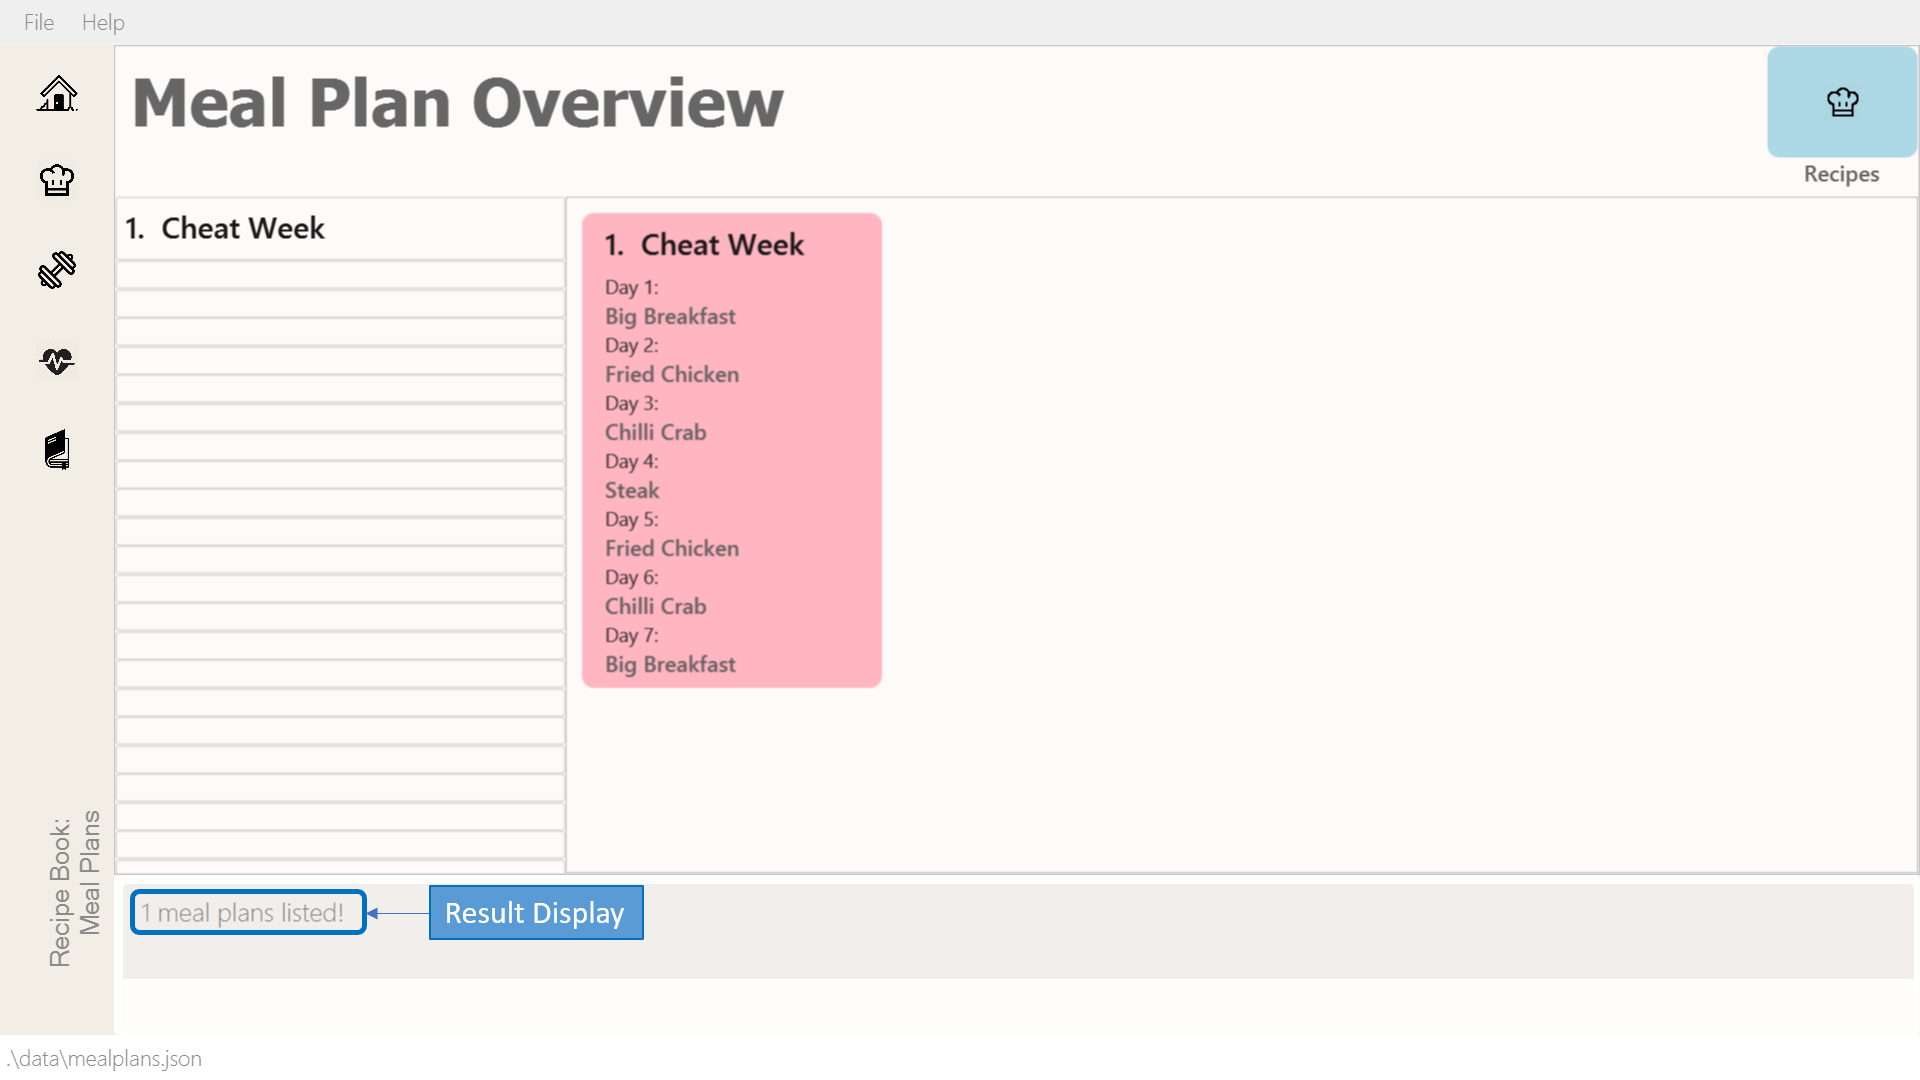 File Help
Meal Plan Overview
Recipes
1. Cheat Week
1. Cheat Week
Day 1:
Big Breakfast
Day 2:
Fried Chicken
Day 3:
Chilli Crab
Day 4:
Steak
Day 5:
Fried Chicken
Day 6:
Chilli Crab
Day 7:
Big Breakfast
Recipe Book:
Meal Plans
1 meal plans listed!
Result Display
.\data\mealplans.json